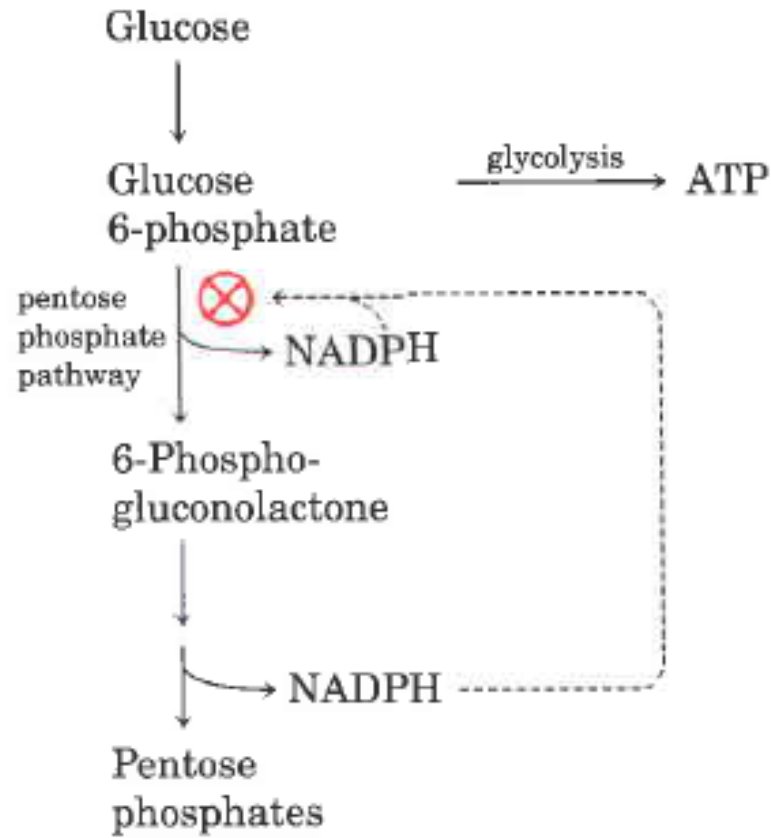 Glucose
glycolysis
ATP
Glucose
6-phosphate
pentose
phosphate
pathway
NADPH
6-Phospho-
gluconolactone
NADPH
Pentose
phosphates